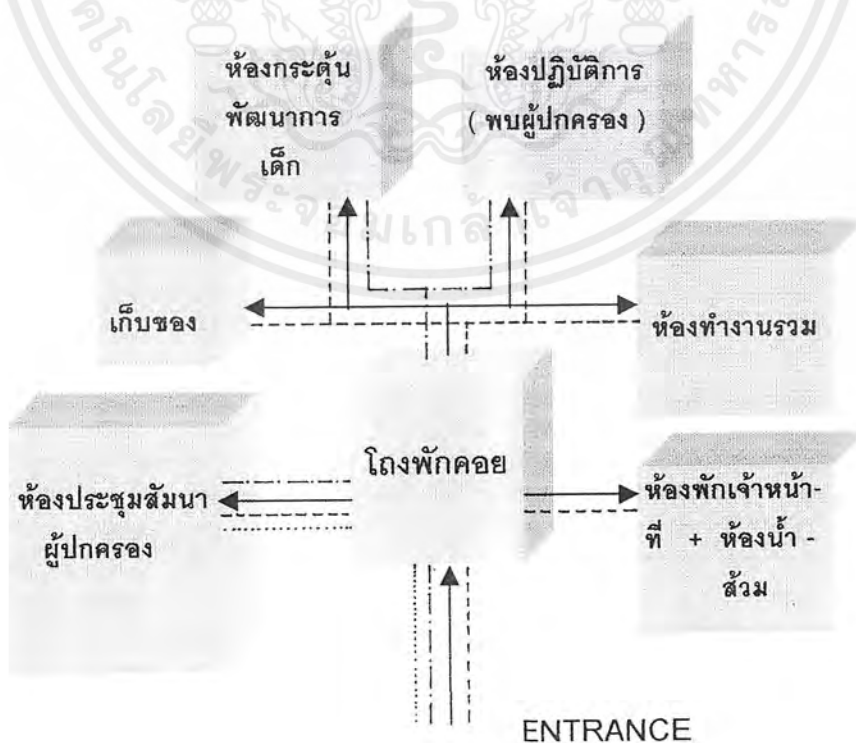 ห้องกระตุ้น
พัฒนาการ
เด็ก
ห้องปฏิบัติการ
( พบผู้ปกครอง )
เก็บของ
ห้องทำงานรวม
โถงพักคอย
ห้องประชุมสัมนา
ผู้ปกครอง
ห้องพักเจ้าหน้า-
ที่ + ห้องน้ำ -
ส้วม
ENTRANCE